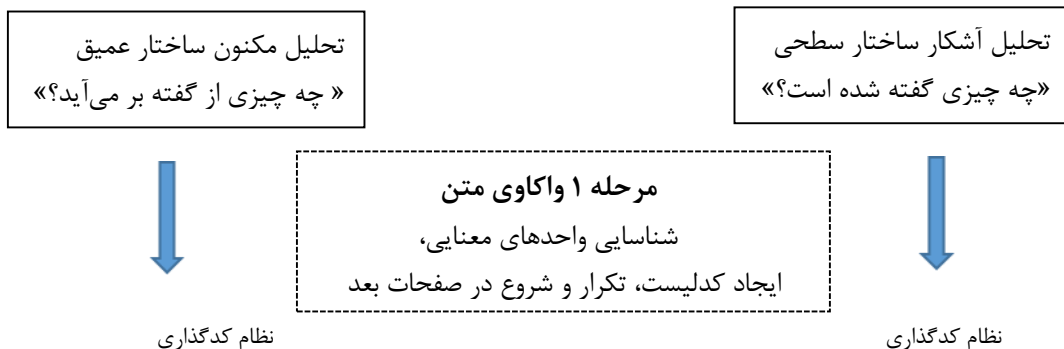 تحلیل آشکار ساختار سطحی
«چه چیزی گفته شده است؟»
تحلیل مکنون ساختار عمیق
« چه چیزی از گفته بر می‌آید؟»
مرحله ۱ واکاوی متن
شناسایی واحدهای معنایی،
ایجاد کدلیست، تکرار و شروع در صفحات بعد
نظام کدگذاری
نظام کدگذاری